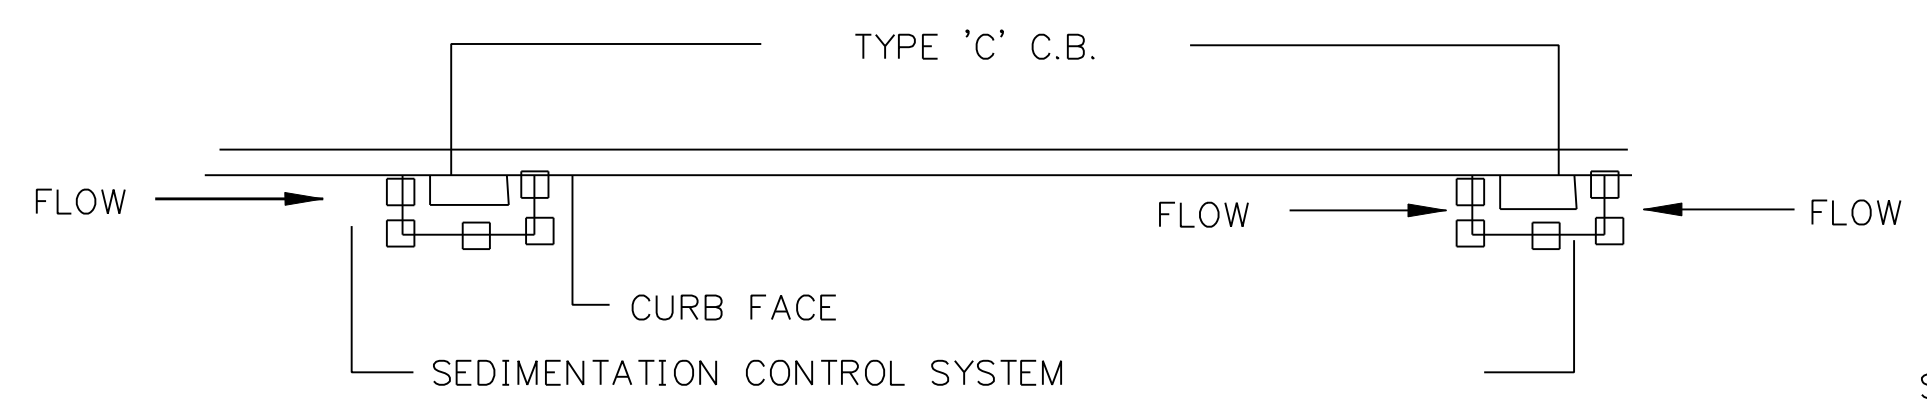 TYPE 'C' C.B.
FLOW
FLOW
FLOW
CURB FACE
SEDIMENTATION CONTROL SYSTEM